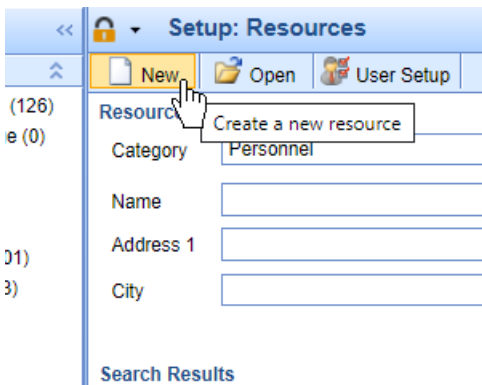 << Setup: Resources
New Open User Setup
(126) Resource
Create a new resource
(0)
Category Personnel
Name
Address 1
01)
3) City
Search Results